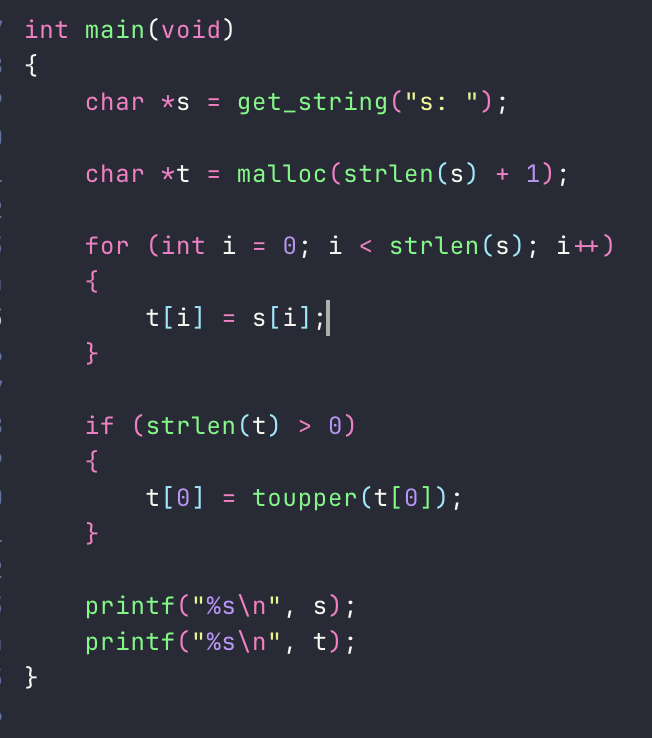 int main(void)
{
    char *s = get_string("s: ");
    char *t = malloc(strlen(s) + 1);
    for (int i = 0; i < strlen(s); i++)
    {
        t[i] = s[i];
    }
    if (strlen(t) > 0)
    {
        t[0] = toupper(t[0]);
    }
    printf("%s\n", s);
    printf("%s\n", t);
}